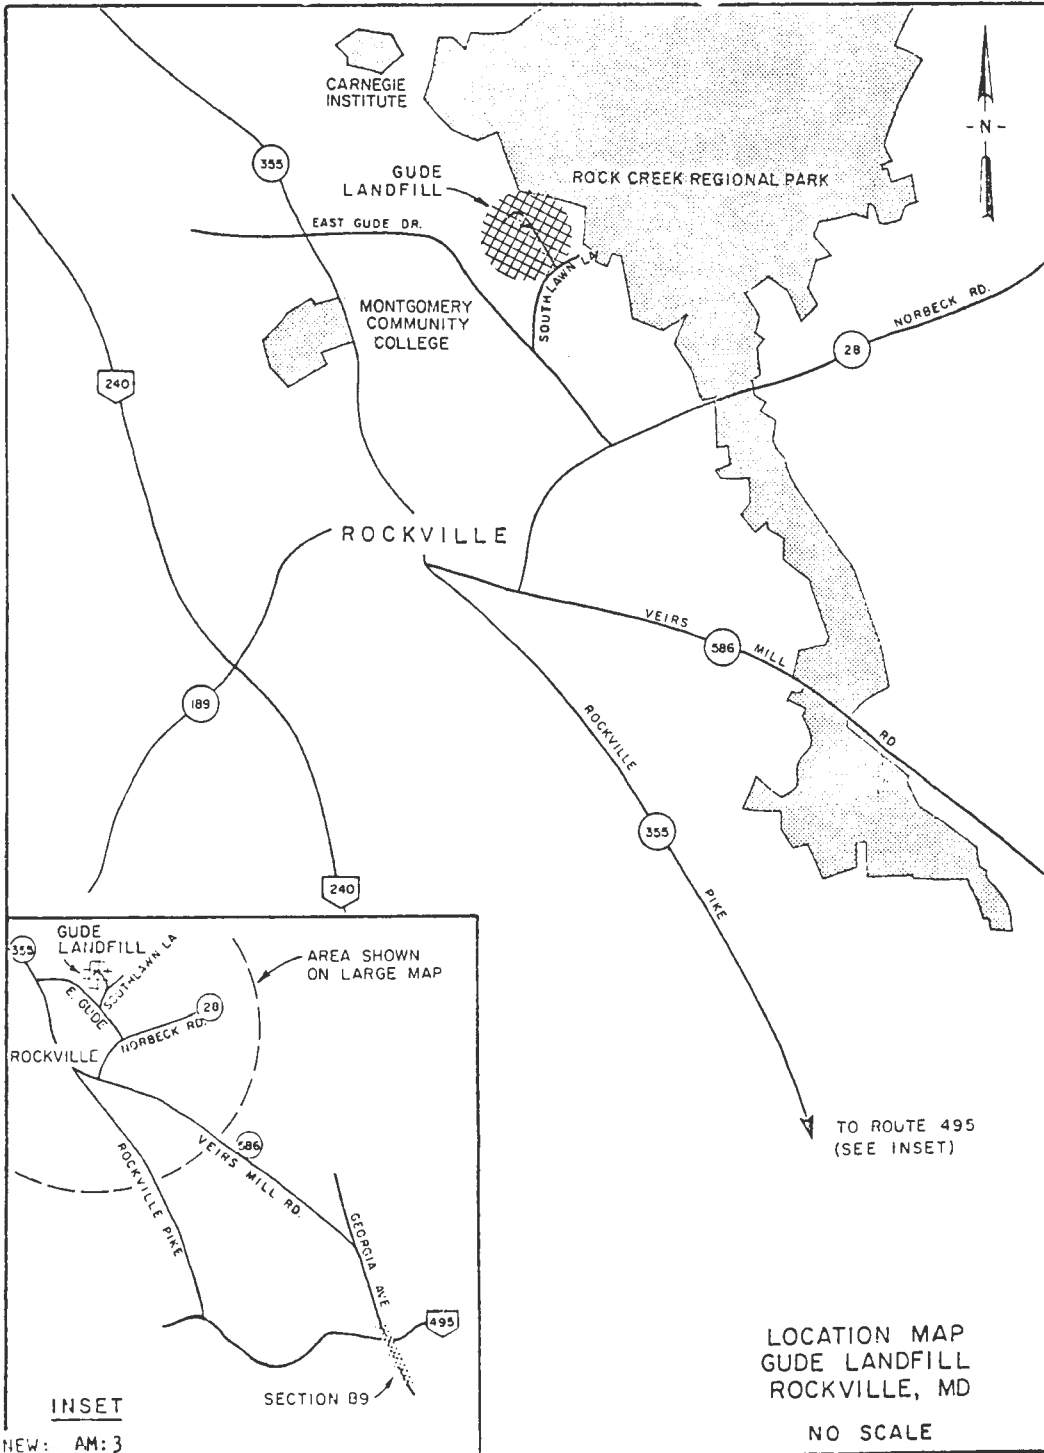 CARNEGIE
INSTITUTE
355
GUDE
LANDFILL
ROCK CREEK REGIONAL PARK
- N -
EAST GUDE DR.
SOUTHLAWN LA
MONTGOMERY
COMMUNITY
COLLEGE
NORBECK RD.
28
240
ROCKVILLE
VEIRS MILL RD
586
189
ROCKVILLE PIKE
355
240
TO ROUTE 495
(SEE INSET)
GUDE
LANDFILL
355
SOUTHLAWN LA
AREA SHOWN
ON LARGE MAP
E. GUDE
28
NORBECK RD.
ROCKVILLE
586
VEIRS MILL RD.
ROCKVILLE PIKE
GEORGIA AVE
495
SECTION B9
INSET
NEW: AM:3
LOCATION MAP
GUDE LANDFILL
ROCKVILLE, MD
NO SCALE